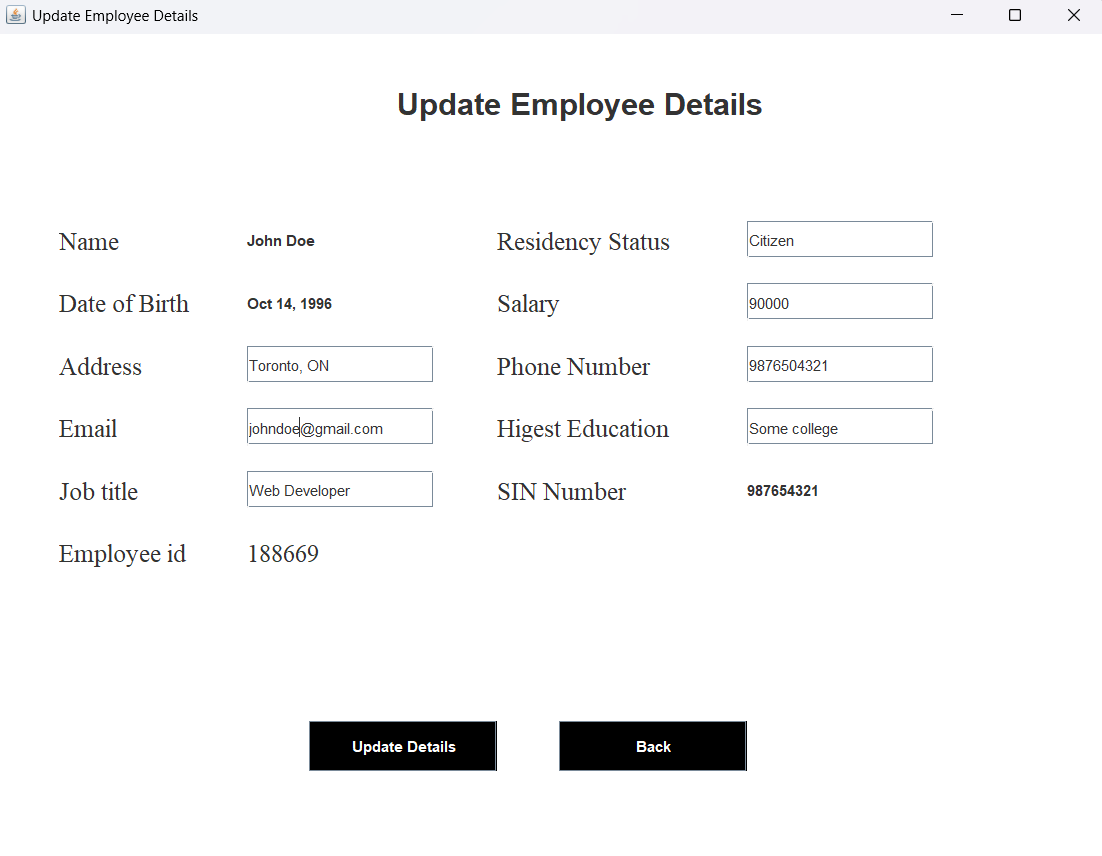 Update Employee Details
Update Employee Details
Name John Doe Residency Status Citizen
Date of Birth Oct 14, 1996 Salary 90000
Address Toronto, ON Phone Number 9876504321
Email johndoe@gmail.com Higest Education Some college
Job title Web Developer SIN Number 987654321
Employee id 188669
Update Details Back